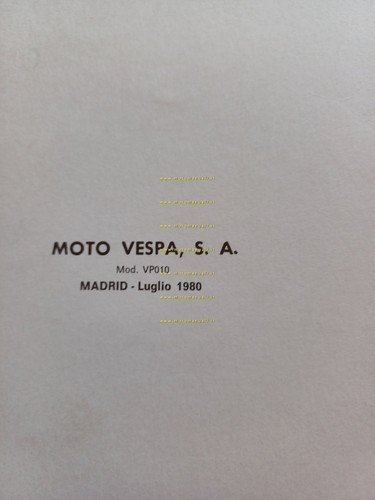 MOTO VESPA, S. A.
Mod. VP010
MADRID - Luglio 1980